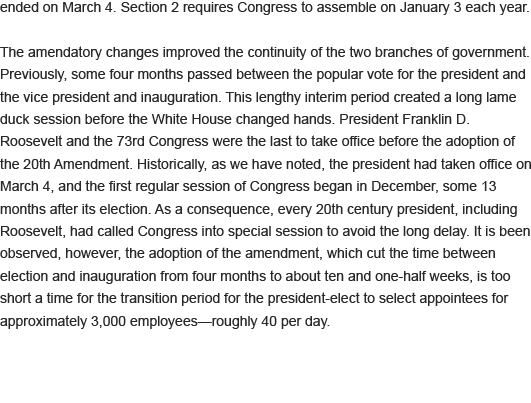 ended on March 4. Section 2 requires Congress to assemble on January 3 each year.
The amendatory changes improved the continuity of the two branches of government.
Previously, some four months passed between the popular vote for the president and
the vice president and inauguration. This lengthy interim period created a long lame
duck session before the White House changed hands. President Franklin D.
Roosevelt and the 73rd Congress were the last to take office before the adoption of
the 20th Amendment. Historically, as we have noted, the president had taken office on
March 4, and the first regular session of Congress began in December, some 13
months after its election. As a consequence, every 20th century president, including
Roosevelt, had called Congress into special session to avoid the long delay. It is been
observed, however, the adoption of the amendment, which cut the time between
election and inauguration from four months to about ten and one-half weeks, is too
short a time for the transition period for the president-elect to select appointees for
approximately 3,000 employees—roughly 40 per day.